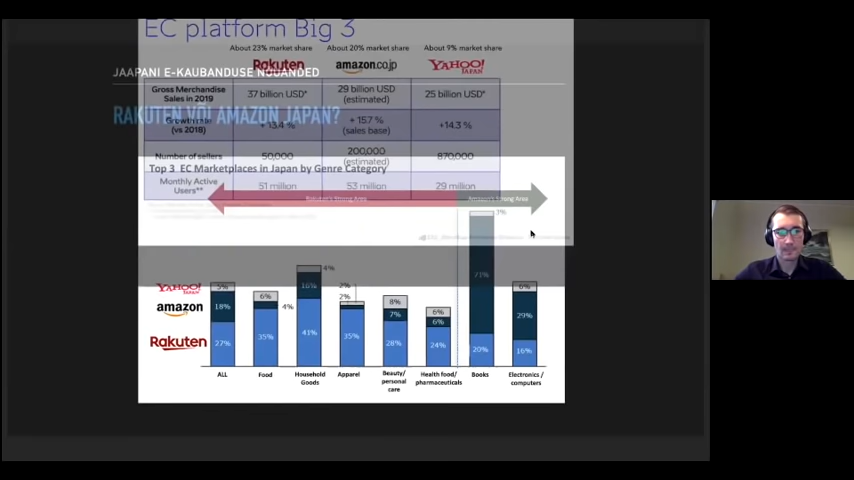 EC platform Big 3
About 23% market share About 20% market share About 9% market share
Rakuten amazon.co.jp YAHOO! JAPAN
JAAPANI E-KAUBANDUSE NÕUANDED
Gross Merchandise Sales in 2019 37 billion USD* 29 billion USD (estimated) 25 billion USD*
RAKUTEN VÕI AMAZON JAPAN?
Growth rate (vs 2018) + 13.4 % + 15.7 % (sales base) +14.3 %
Number of sellers 50,000 200,000 (estimated) 870,000
Top 3 EC Marketplaces in Japan by Genre Category
Monthly Active Users** 51 million 53 million 29 million
Rakuten's Strong Area Amazon's Strong Area
7%
4%
71%
YAHOO! JAPAN 5% 6% 16% 2% 8% 6% 6%
amazon 18% 4% 2% 7% 6% 29%
Rakuten 27% 35% 41% 35% 28% 24% 20% 16%
ALL Food Household Goods Apparel Beauty/ personal care Health food/ pharmaceuticals Books Electronics / computers